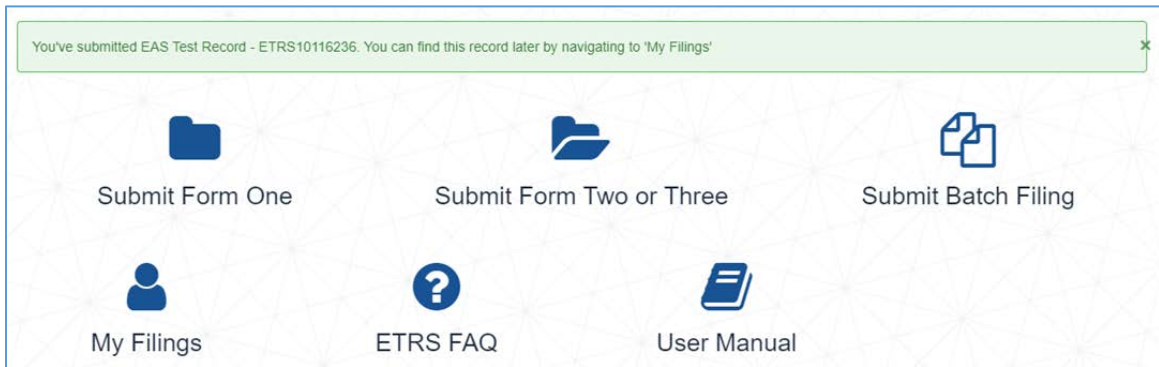 You've submitted EAS Test Record - ETRS10116236. You can find this record later by navigating to 'My Filings'
×
Submit Form One
Submit Form Two or Three
Submit Batch Filing
My Filings
ETRS FAQ
User Manual